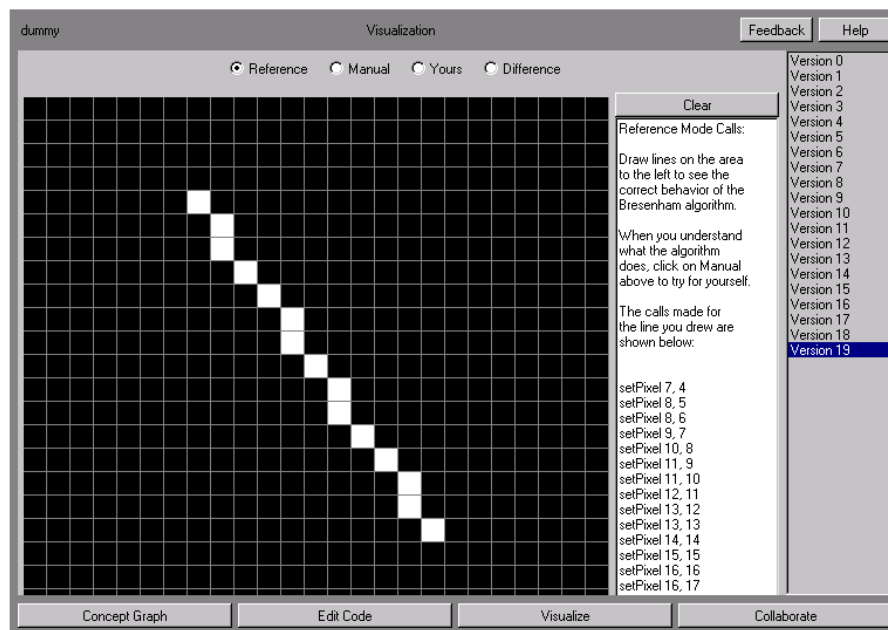 dummy
Visualization
Feedback
Help
Reference
Manual
Yours
Difference
Clear
Reference Mode Calls:
Draw lines on the area
to the left to see the
correct behavior of the
Bresenham algorithm.
When you understand
what the algorithm
does, click on Manual
above to try for yourself.
The calls made for
the line you drew are
shown below:
setPixel 7, 4
setPixel 8, 5
setPixel 8, 6
setPixel 9, 7
setPixel 10, 8
setPixel 11, 9
setPixel 11, 10
setPixel 12, 11
setPixel 13, 12
setPixel 13, 13
setPixel 14, 14
setPixel 15, 15
setPixel 16, 16
setPixel 16, 17
Version 0
Version 1
Version 2
Version 3
Version 4
Version 5
Version 6
Version 7
Version 8
Version 9
Version 10
Version 11
Version 12
Version 13
Version 14
Version 15
Version 16
Version 17
Version 18
Version 19
Concept Graph
Edit Code
Visualize
Collaborate